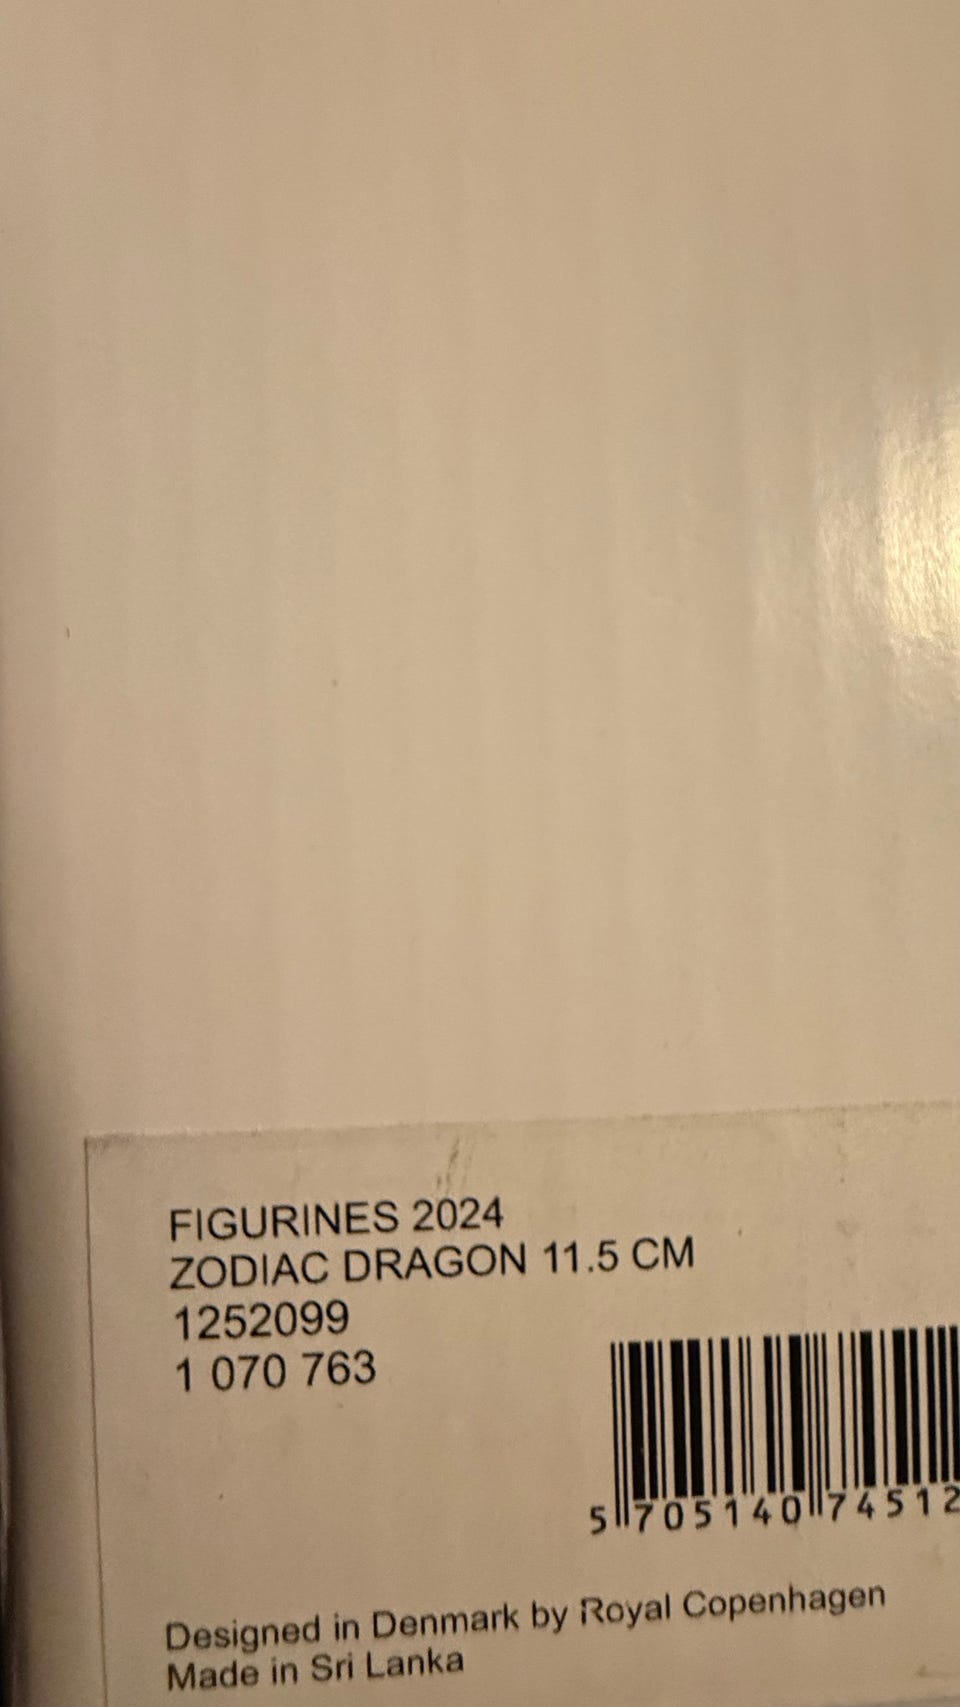 FIGURINES 2024
ZODIAC DRAGON 11.5 CM
1252099
1 070 763
5 705140 74512
Designed in Denmark by Royal Copenhagen
Made in Sri Lanka